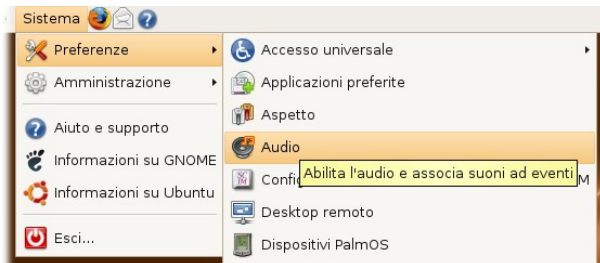 Sistema
Preferenze
Amministrazione
Aiuto e supporto
Informazioni su GNOME
Informazioni su Ubuntu
Esci...
Accesso universale
Applicazioni preferite
Aspetto
Audio
Abilita l'audio e associa suoni ad eventi
Desktop remoto
Dispositivi PalmOS